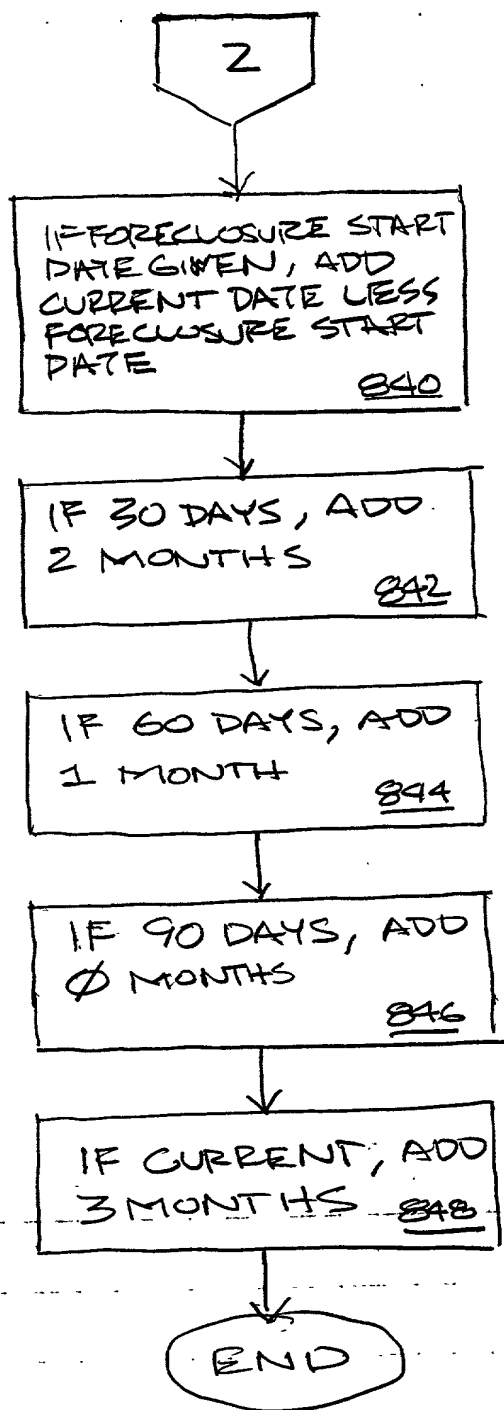 2
IF FORECLOSURE START
DATE GIVEN, ADD
CURRENT DATE LESS
FORECLOSURE START
DATE
840
IF 30 DAYS, ADD
2 MONTHS
842
IF 60 DAYS, ADD
1 MONTH
844
IF 90 DAYS, ADD
Ø MONTHS
846
IF CURRENT, ADD
3 MONTHS 848
END